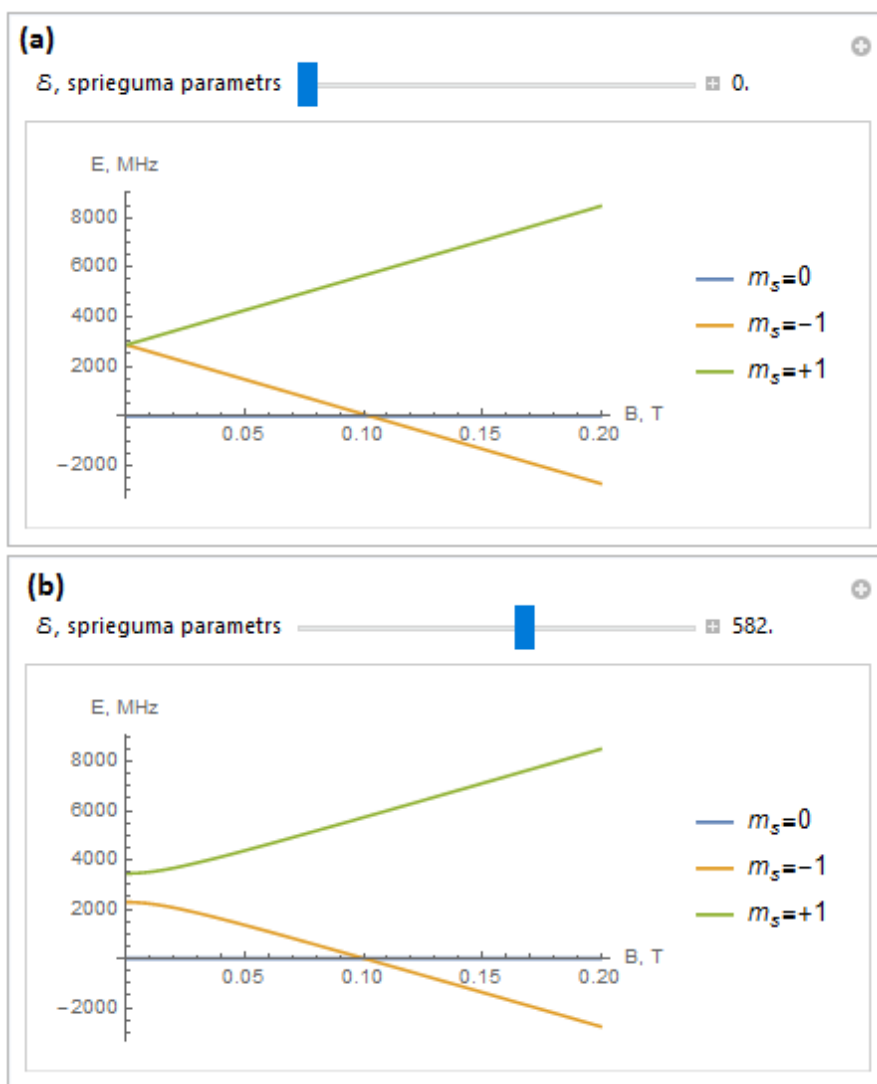 (a)
ℰ, sprieguma parametrs 0.
E, MHz
8000
6000
4000
2000
−2000
0.05 0.10 0.15 0.20
B, T
m_s=0
m_s=−1
m_s=+1
(b)
ℰ, sprieguma parametrs 582.
E, MHz
8000
6000
4000
2000
−2000
0.05 0.10 0.15 0.20
B, T
m_s=0
m_s=−1
m_s=+1